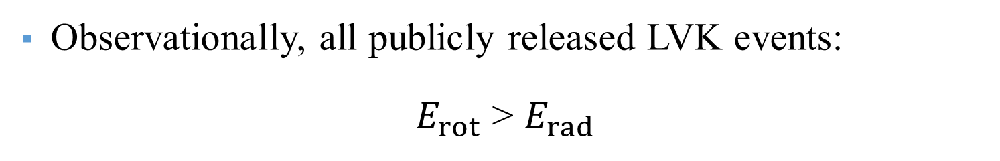 ▪ Observationally, all publicly released LVK events:
E_rot > E_rad